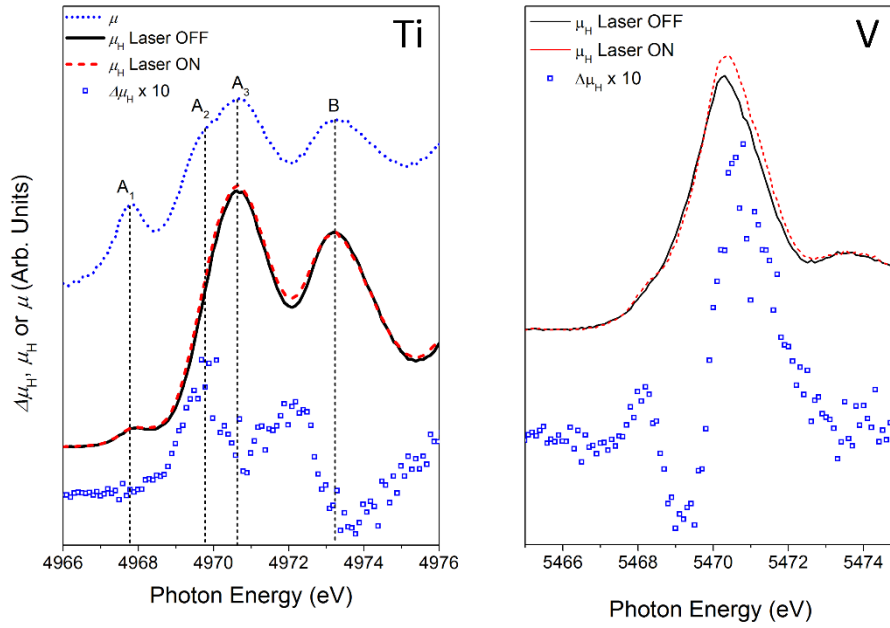 μ
μH Laser OFF
μH Laser ON
ΔμH x 10
Ti
A1
A2
A3
B
ΔμH, μH or μ (Arb. Units)
4966 4968 4970 4972 4974 4976
Photon Energy (eV)
μH Laser OFF
μH Laser ON
ΔμH x 10
V
5466 5468 5470 5472 5474
Photon Energy (eV)